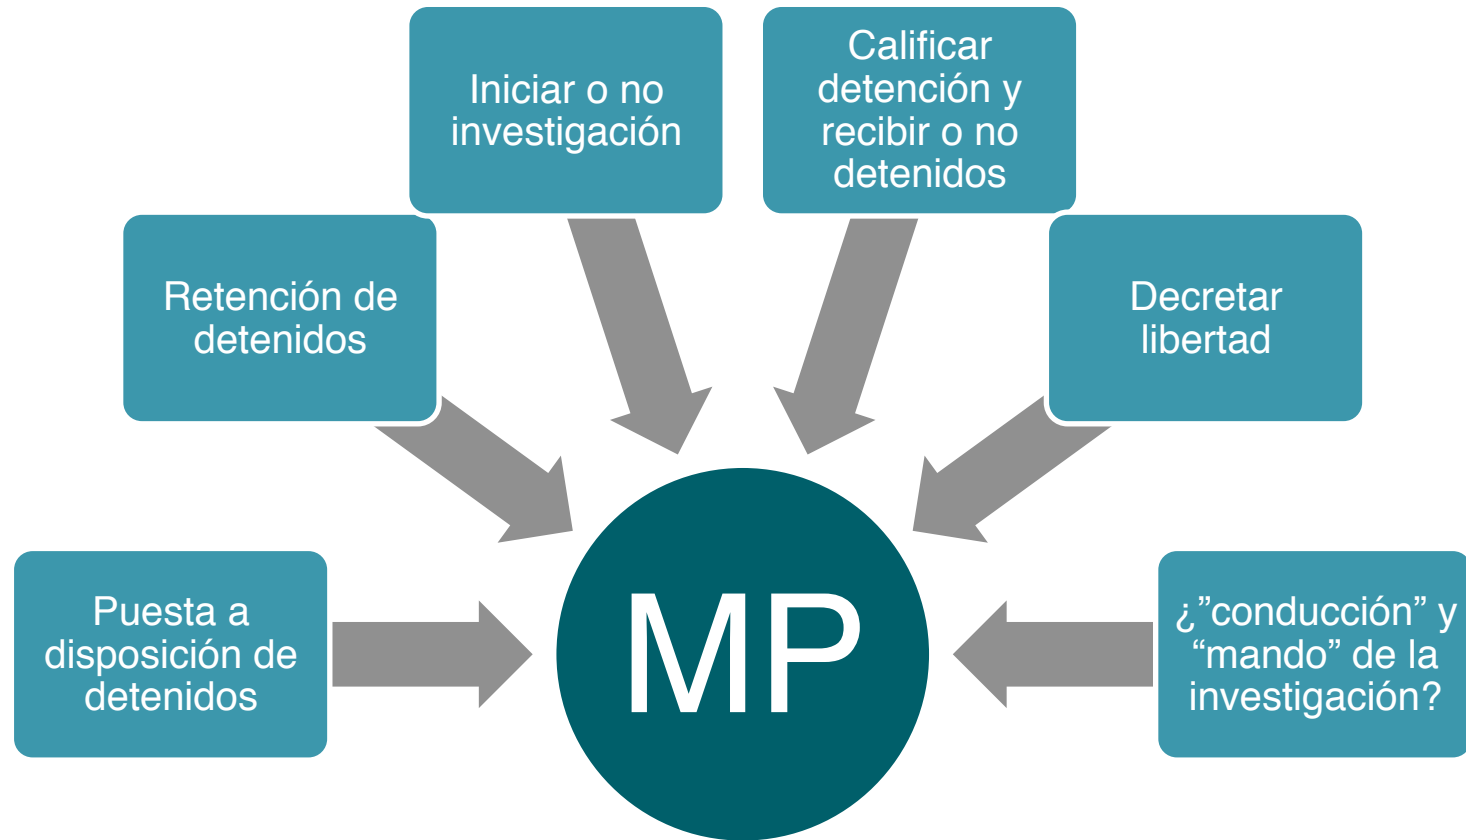 Calificar
detención y
recibir o no
detenidos
Iniciar o no
investigación
Retención de
detenidos
Decretar
libertad
Puesta a
disposición de
detenidos
MP
¿”conducción” y
“mando” de la
investigación?